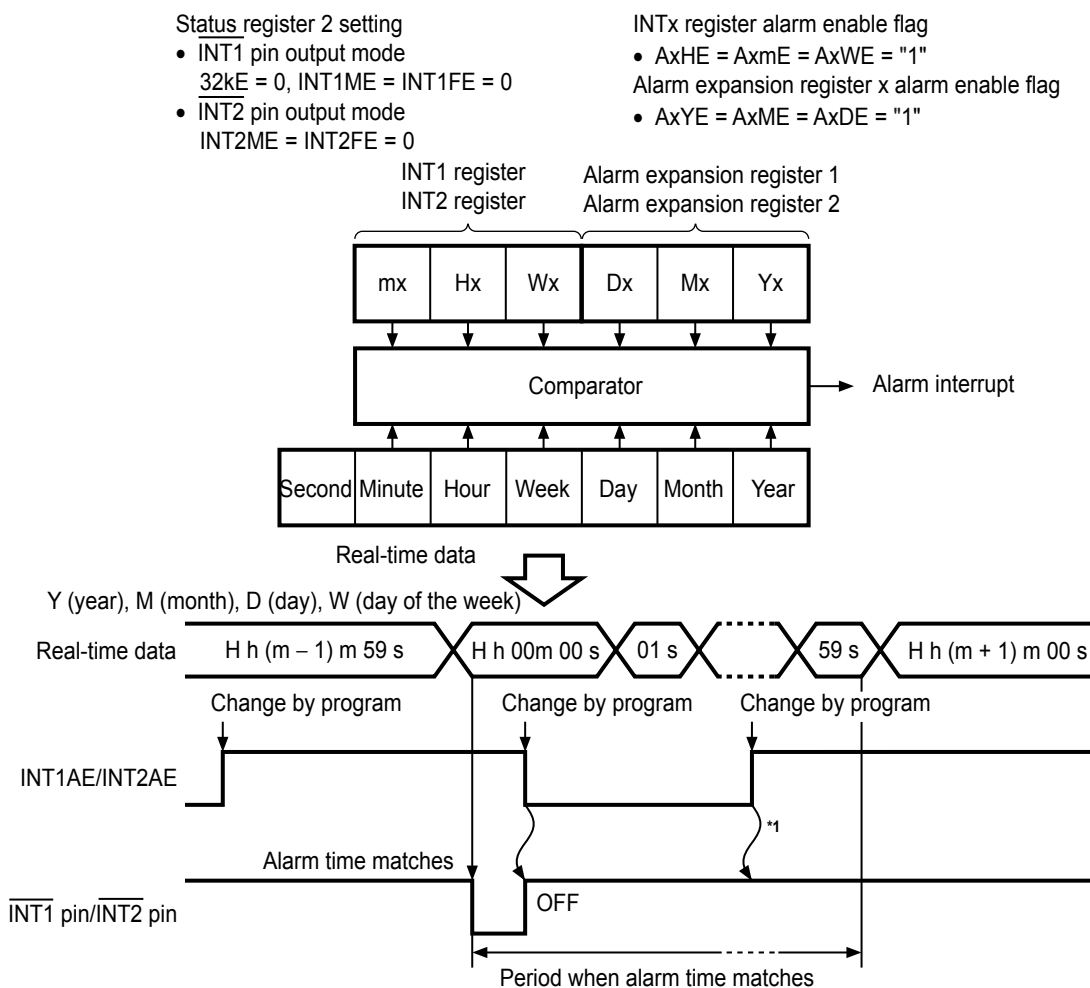 Status register 2 setting
• INT1 pin output mode
32kE = 0, INT1ME = INT1FE = 0
• INT2 pin output mode
INT2ME = INT2FE = 0
INTx register alarm enable flag
• AxHE = AxmE = AxWE = "1"
Alarm expansion register x alarm enable flag
• AxYE = AxME = AxDE = "1"
INT1 register
INT2 register
Alarm expansion register 1
Alarm expansion register 2
mx Hx Wx Dx Mx Yx
Comparator
Alarm interrupt
Second Minute Hour Week Day Month Year
Real-time data
Y (year), M (month), D (day), W (day of the week)
Real-time data
H h (m − 1) m 59 s
H h 00m 00 s
01 s
59 s
H h (m + 1) m 00 s
Change by program
Change by program
Change by program
INT1AE/INT2AE
*1
Alarm time matches
OFF
INT1 pin/INT2 pin
Period when alarm time matches